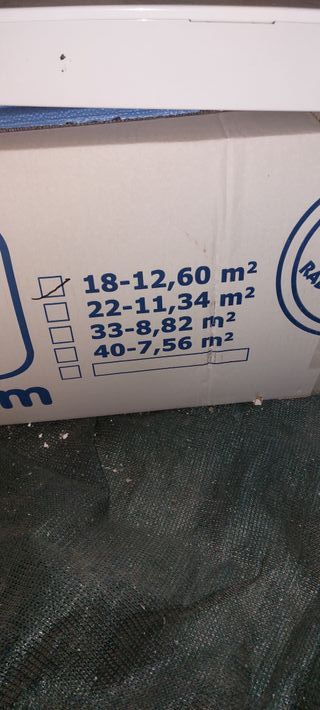 18-12,60 m²
22-11,34 m²
33-8,82 m²
40-7,56 m²
m